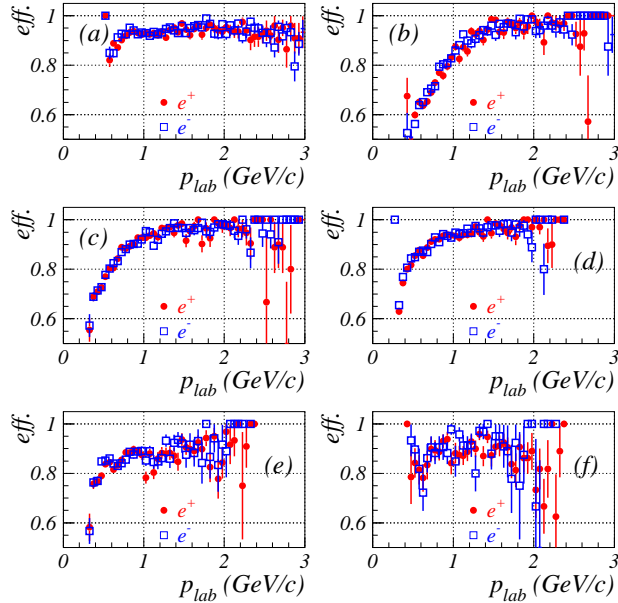 eff. 1 (a) eff. 1 (b)
0.8 0.8
e+ e+
0.6 e- 0.6 e-
0 1 2 3 0 1 2 3
p_lab (GeV/c) p_lab (GeV/c)
eff. 1 (c) eff. 1 (d)
0.8 0.8
e+ e+
0.6 e- 0.6 e-
0 1 2 3 0 1 2 3
p_lab (GeV/c) p_lab (GeV/c)
eff. 1 (e) eff. 1 (f)
0.8 0.8
e+ e+
0.6 e- 0.6 e-
0 1 2 3 0 1 2 3
p_lab (GeV/c) p_lab (GeV/c)